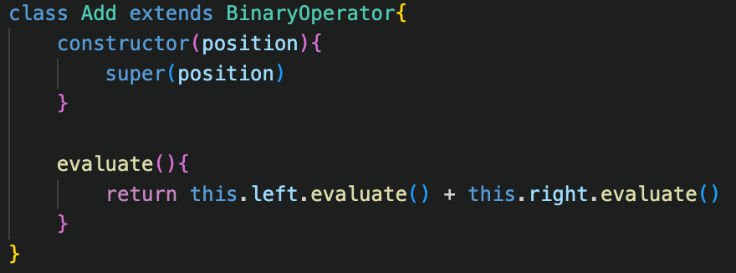 class Add extends BinaryOperator{
    constructor(position){
        super(position)
    }

    evaluate(){
        return this.left.evaluate() + this.right.evaluate()
    }
}